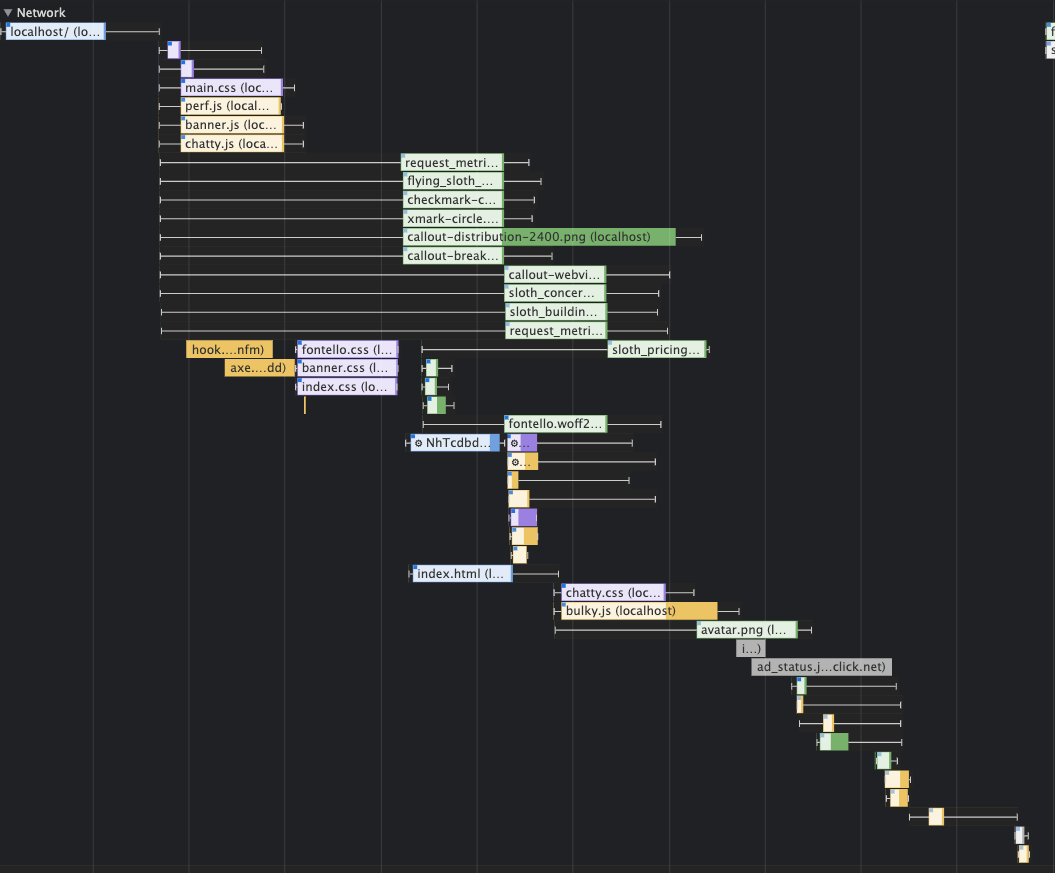 Network
localhost/ (lo...
main.css (loc...
perf.js (local...
banner.js (loc...
chatty.js (loca...
request_metri...
flying_sloth_...
checkmark-c...
xmark-circle....
callout-distribution-2400.png (localhost)
callout-break...
callout-webvi...
sloth_concer...
sloth_buildin...
request_metri...
hook....nfm)
fontello.css (l...
sloth_pricing...
axe....dd)
banner.css (l...
index.css (lo...
fontello.woff2...
NhTcdbd...
...
...
index.html (l...
chatty.css (loc...
bulky.js (localhost)
avatar.png (l...
i...)
ad_status.j...click.net)